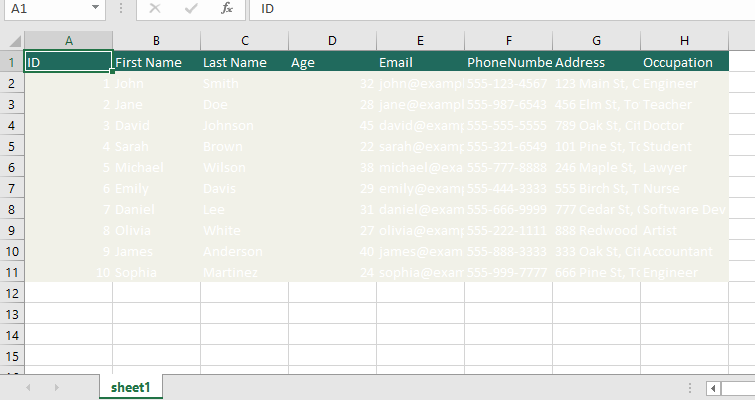 A1 fx ID
A B C D E F G H
1 ID First Name Last Name Age Email PhoneNumbe Address Occupation
2 1 John Smith 32 john@exampl 555-123-4567 123 Main St, C Engineer
3 2 Jane Doe 28 jane@exampl 555-987-6543 456 Elm St, To Teacher
4 3 David Johnson 45 david@examp 555-555-5555 789 Oak St, Cit Doctor
5 4 Sarah Brown 22 sarah@examp 555-321-6549 101 Pine St, To Student
6 5 Michael Wilson 38 michael@exam 555-777-8888 246 Maple St, Lawyer
7 6 Emily Davis 29 emily@examp 555-444-3333 555 Birch St, T Nurse
8 7 Daniel Lee 31 daniel@exam 555-666-9999 777 Cedar St, Software Dev
9 8 Olivia White 27 olivia@examp 555-222-1111 888 Redwood Artist
10 9 James Anderson 40 james@exam 555-888-3333 333 Oak St, Ci Accountant
11 10 Sophia Martinez 24 sophia@exam 555-999-7777 666 Pine St, To Engineer
12
13
14
15
sheet1